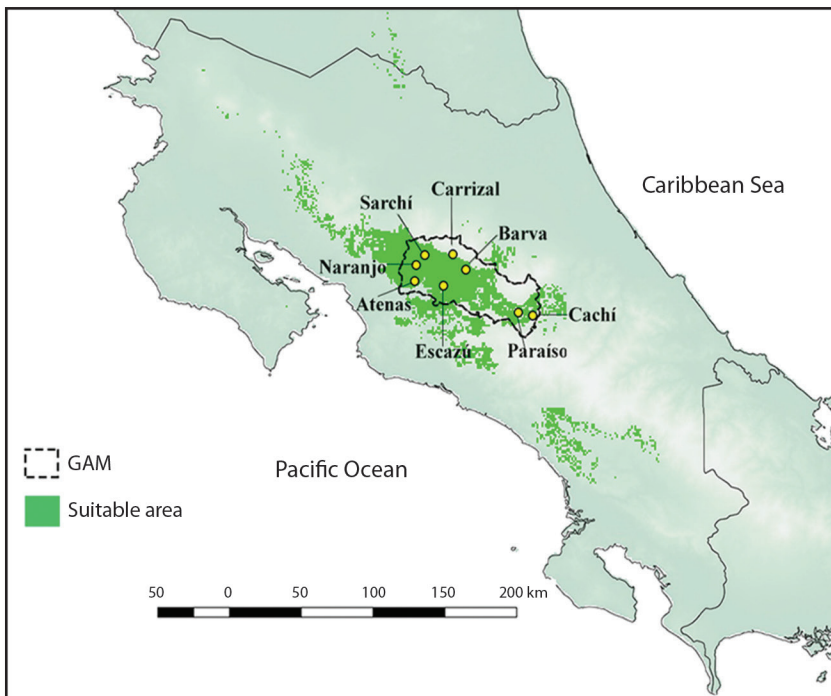 Caribbean Sea
Carrizal
Sarchí
Barva
Naranjo
Atenas
Cachí
Escazú
Paraíso
GAM
Pacific Ocean
Suitable area
50 0 50 100 150 200 km